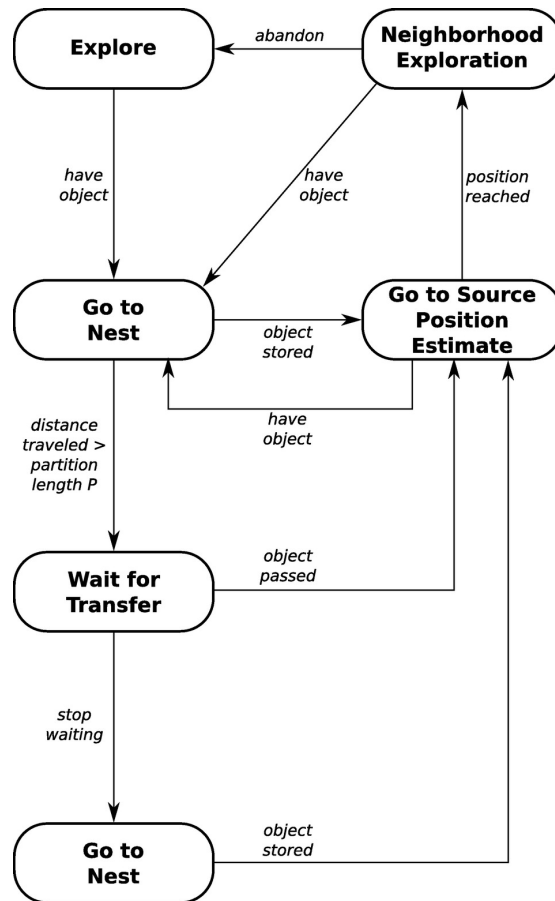 Explore
abandon
Neighborhood
Exploration
have
object
have
object
position
reached
Go to
Nest
object
stored
Go to Source
Position
Estimate
have
object
distance
traveled >
partition
length P
Wait for
Transfer
object
passed
stop
waiting
Go to
Nest
object
stored